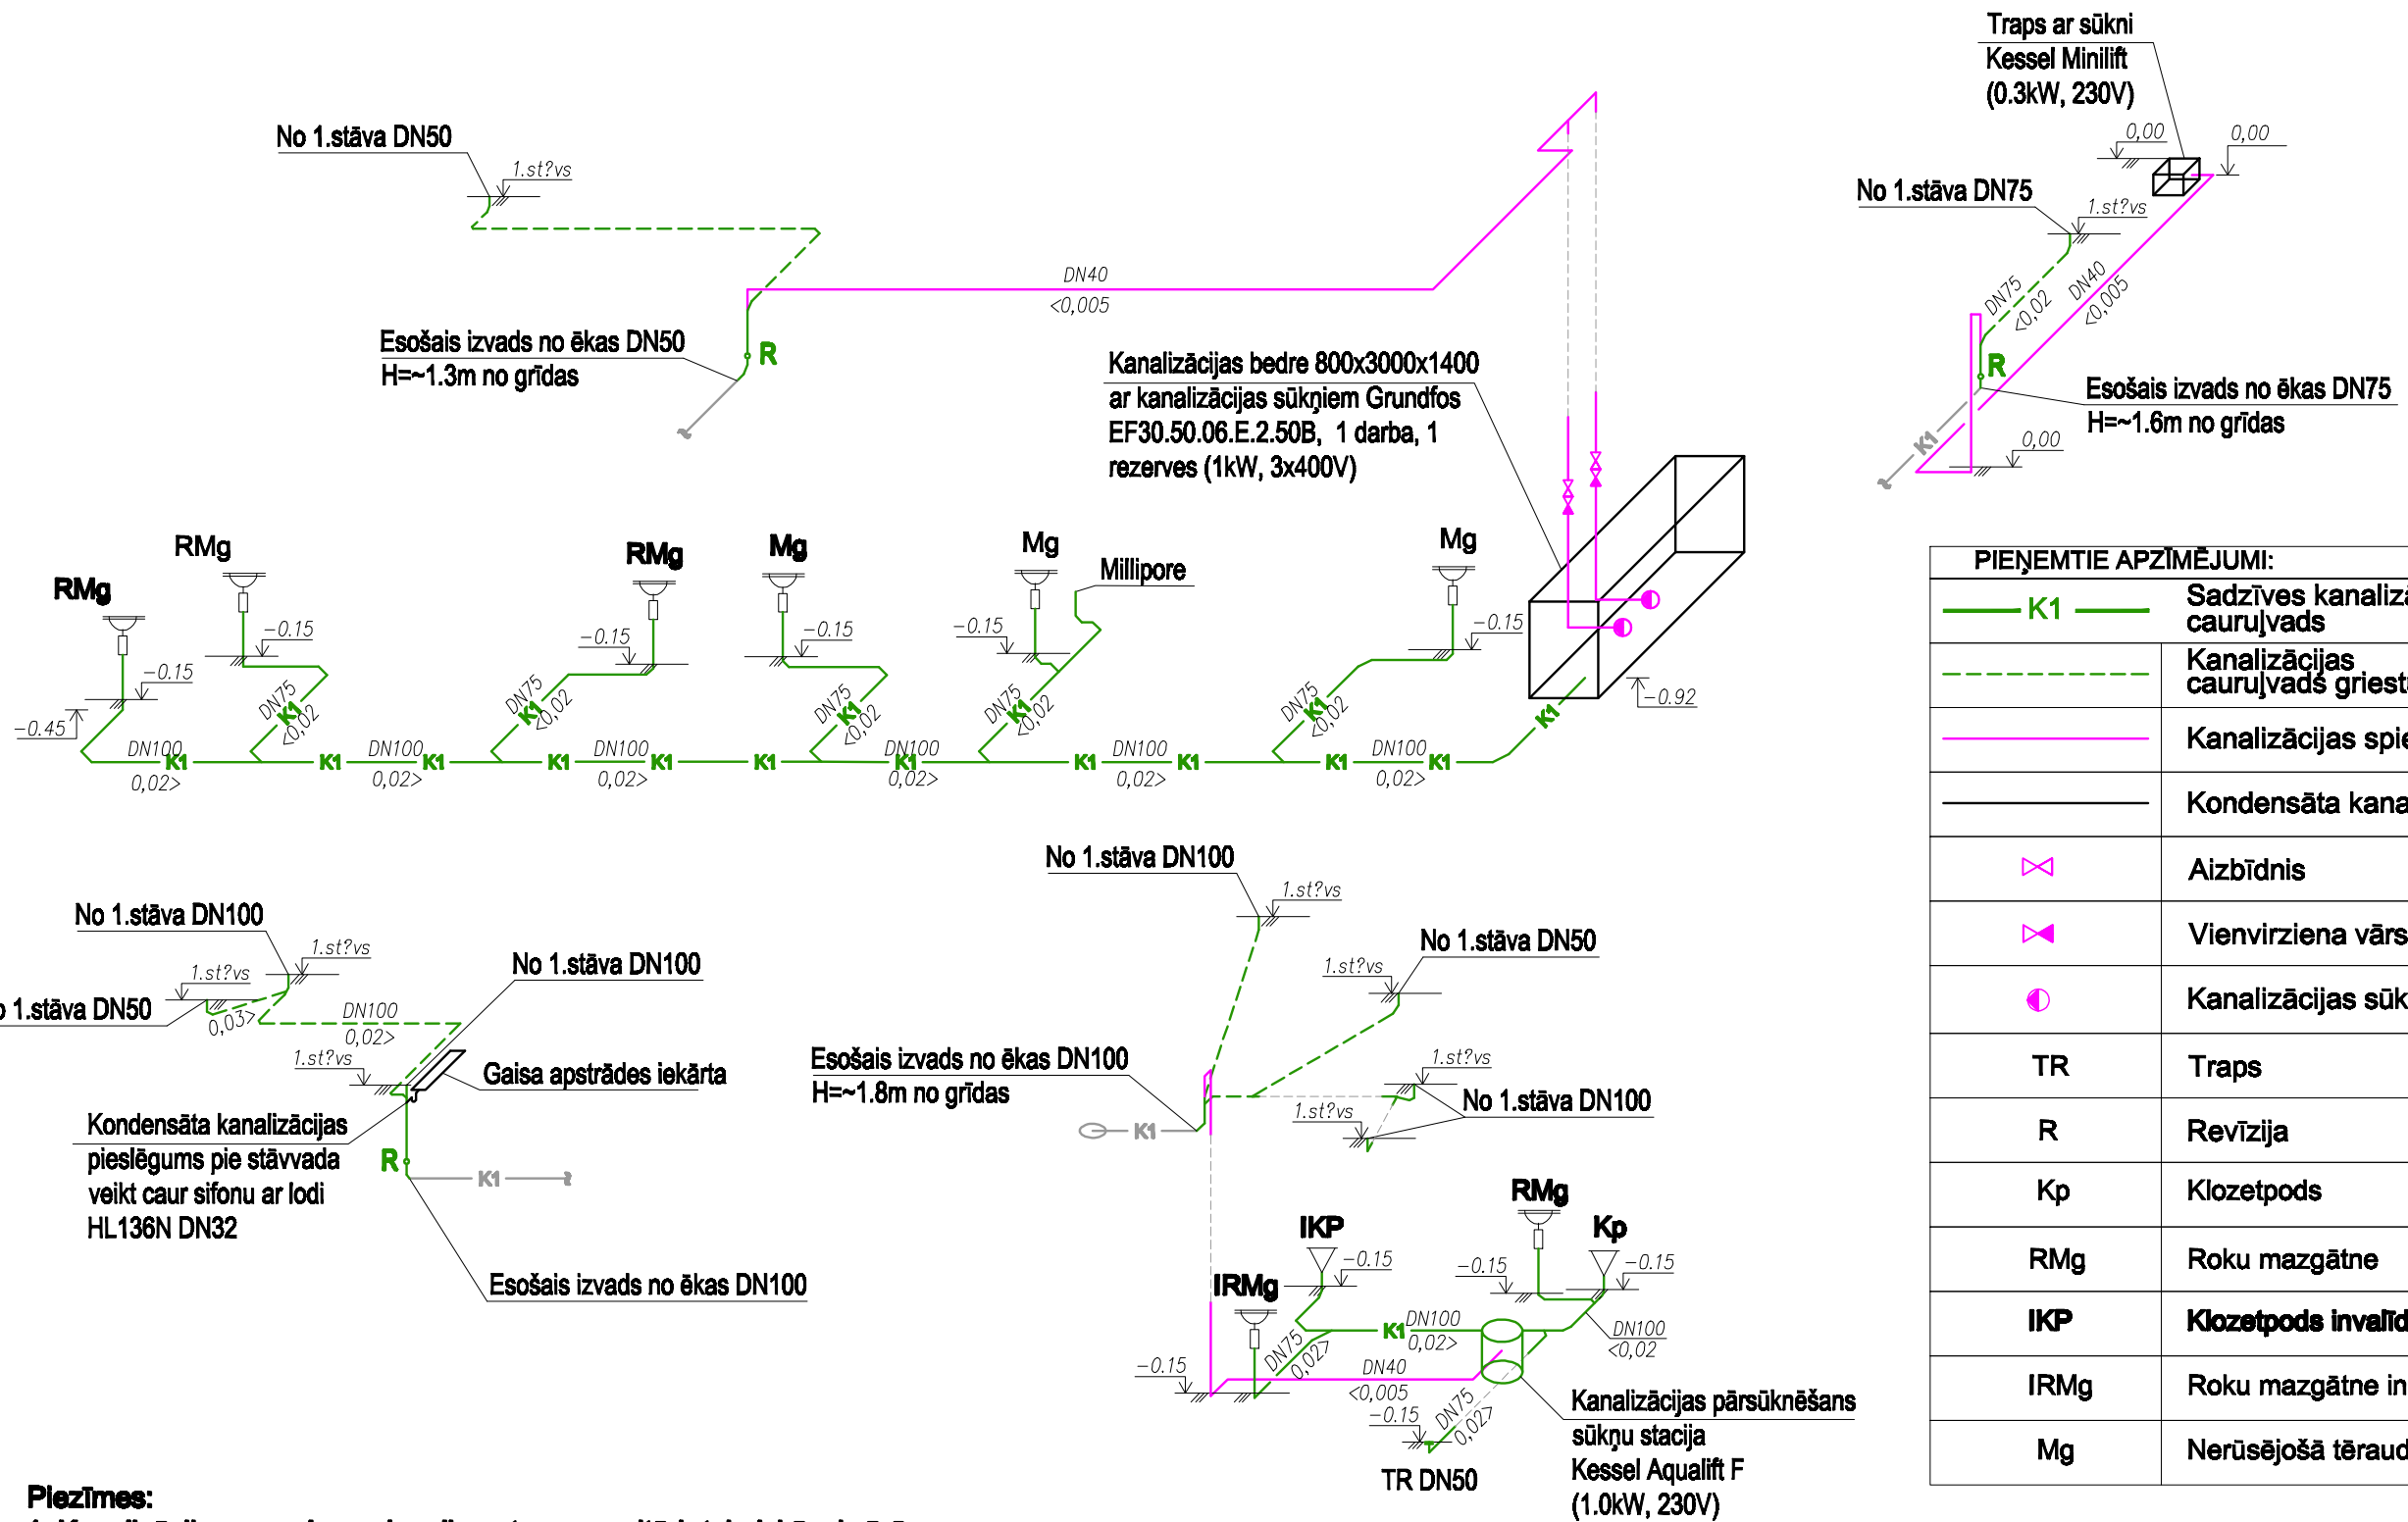 Traps ar sūkni
Kessel Minilift
(0.3kW, 230V)
0,00
0,00
No 1.stāva DN75
1.st?vs
DN75
<0,02
DN40
<0,005
R
Esošais izvads no ēkas DN75
H=~1.6m no grīdas
K1
0,00
No 1.stāva DN50
1.st?vs
DN40
<0,005
Esošais izvads no ēkas DN50
H=~1.3m no grīdas
R
Kanalizācijas bedre 800x3000x1400
ar kanalizācijas sūkņiem Grundfos
EF30.50.06.E.2.50B, 1 darba, 1
rezerves (1kW, 3x400V)
RMg
RMg
RMg
Mg
Mg
Millipore
Mg
-0.15
-0.15
-0.15
-0.15
-0.15
-0.15
-0.45
-0.92
DN75
K1
<0,02
DN75
K1
<0,02
DN75
K1
<0,02
DN75
K1
<0,02
DN75
K1
<0,02
K1
DN100
K1
0,02>
K1
DN100
K1
0,02>
K1
DN100
K1
0,02>
K1
DN100
K1
0,02>
K1
DN100
K1
0,02>
K1
DN100
K1
0,02>
No 1.stāva DN100
1.st?vs
1.st?vs
1.stāva DN50
0,03>
DN100
0,02>
No 1.stāva DN100
1.st?vs
Gaisa apstrādes iekārta
Kondensāta kanalizācijas
pieslēgums pie stāvvada
veikt caur sifonu ar lodi
HL136N DN32
R
K1
Esošais izvads no ēkas DN100
No 1.stāva DN100
1.st?vs
No 1.stāva DN50
1.st?vs
Esošais izvads no ēkas DN100
H=~1.8m no grīdas
K1
1.st?vs
1.st?vs
No 1.stāva DN100
RMg
Kp
IKP
IRMg
-0.15
-0.15
-0.15
-0.15
DN100
K1
0,02>
DN75
0,02>
DN100
<0,02
DN40
<0,005
-0.15
DN75
0,02>
TR DN50
Kanalizācijas pārsūknēšans
sūkņu stacija
Kessel Aqualift F
(1.0kW, 230V)
PIEŅEMTIE APZĪMĒJUMI:
K1
Sadzīves
cauruļvads
Kanalizācijas
cauruļvads
Kanalizācijas
Kondensāta
Aizbīdnis
Vienvirziena
Kanalizācijas
TR
Traps
R
Revīzija
Kp
Klozetpods
RMg
Roku mazgātne
IKP
Klozetpods
IRMg
Roku mazgātne
Mg
Nerūsējošā
Piezīmes: